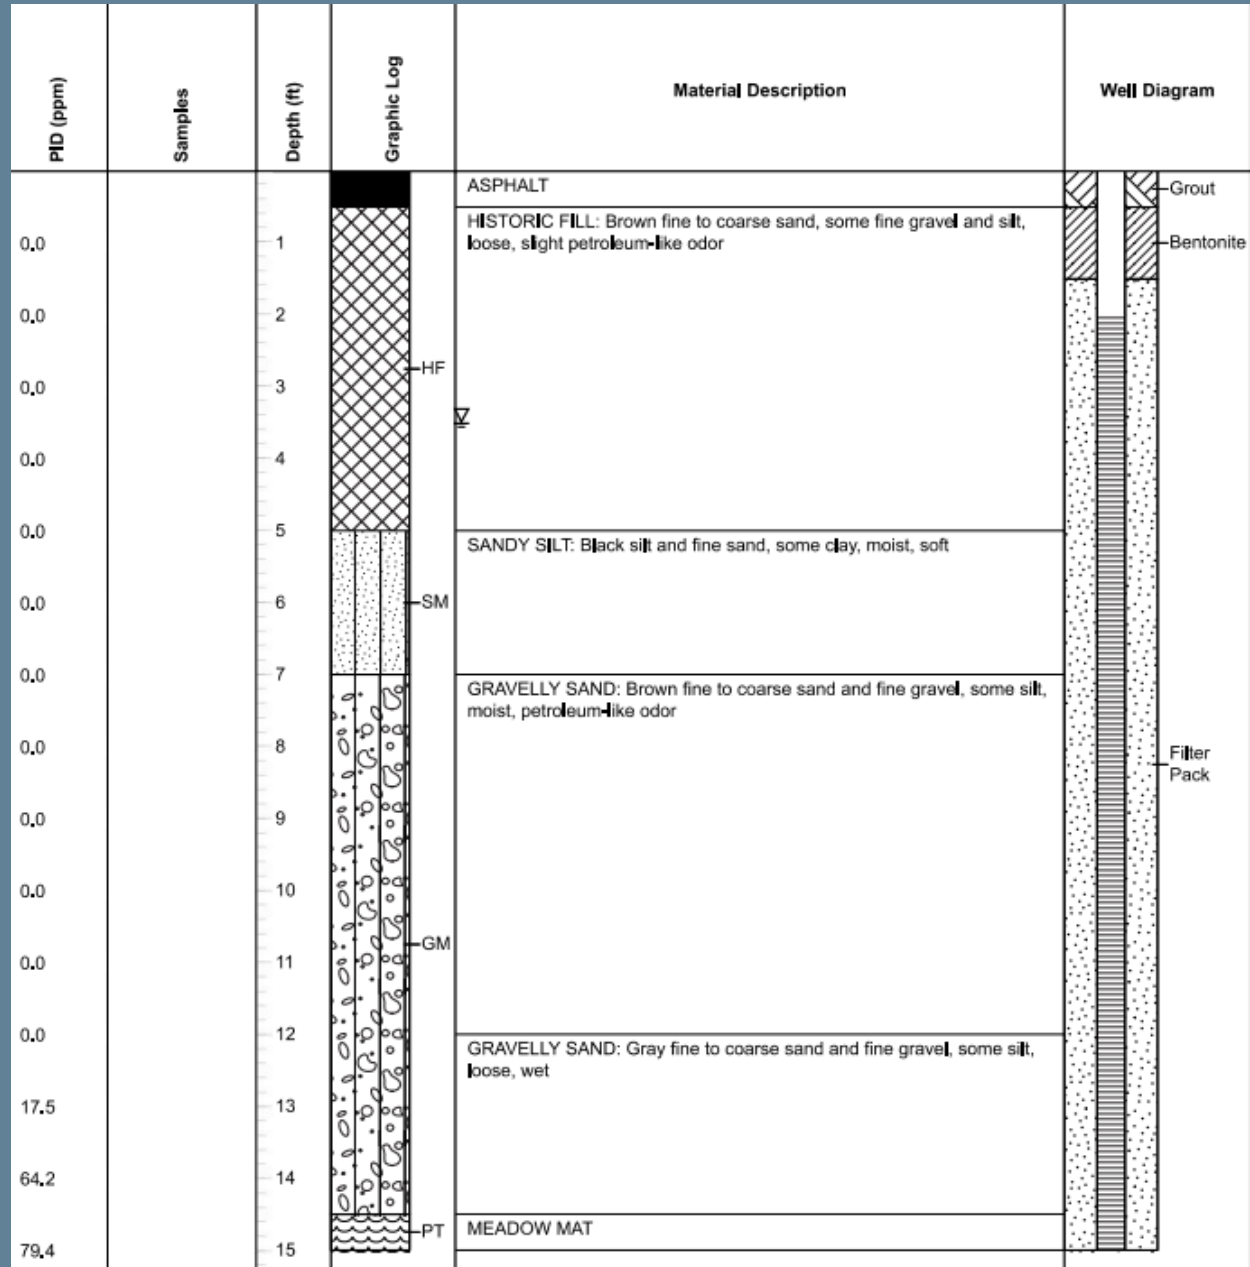 PID (ppm)
Samples
Depth (ft)
Graphic Log
Material Description
Well Diagram
ASPHALT
Grout
HISTORIC FILL: Brown fine to coarse sand, some fine gravel and silt,
loose, slight petroleum-like odor
0.0
1
Bentonite
0.0
2
HF
0.0
3
0.0
4
0.0
5
SANDY SILT: Black silt and fine sand, some clay, moist, soft
0.0
6
SM
0.0
7
GRAVELLY SAND: Brown fine to coarse sand and fine gravel, some silt,
moist, petroleum-like odor
0.0
8
Filter
Pack
0.0
9
0.0
10
GM
0.0
11
0.0
12
GRAVELLY SAND: Gray fine to coarse sand and fine gravel, some silt,
loose, wet
17.5
13
64.2
14
PT
MEADOW MAT
79.4
15